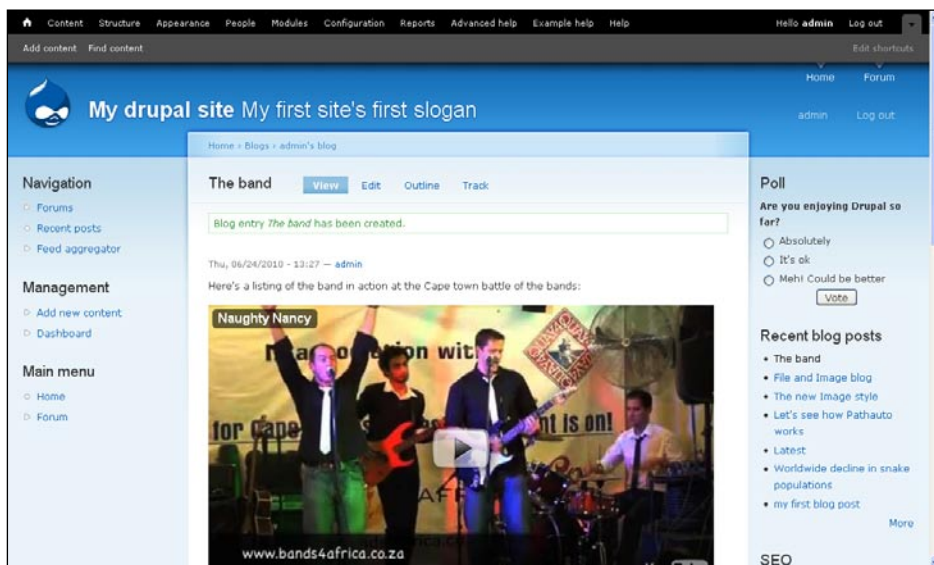 Content Structure Appearance People Modules Configuration Reports Advanced help Example help Help Hello admin Log out
Add content Find content Edit shortcuts
Home Forum
My drupal site My first site's first slogan
admin Log out
Home › Blogs › admin's blog
Navigation
Forums
Recent posts
Feed aggregator
Management
Add new content
Dashboard
Main menu
Home
Forum
The band View Edit Outline Track
Blog entry The band has been created.
Thu, 06/24/2010 - 13:27 — admin
Here's a listing of the band in action at the Cape town battle of the bands:
Naughty Nancy
with
for Cape
nt is on!
www.bands4africa.co.za
Poll
Are you enjoying Drupal so
far?
Absolutely
It's ok
Meh! Could be better
Vote
Recent blog posts
The band
File and Image blog
The new Image style
Let's see how Pathauto
works
Latest
Worldwide decline in snake
populations
my first blog post
More
SEO